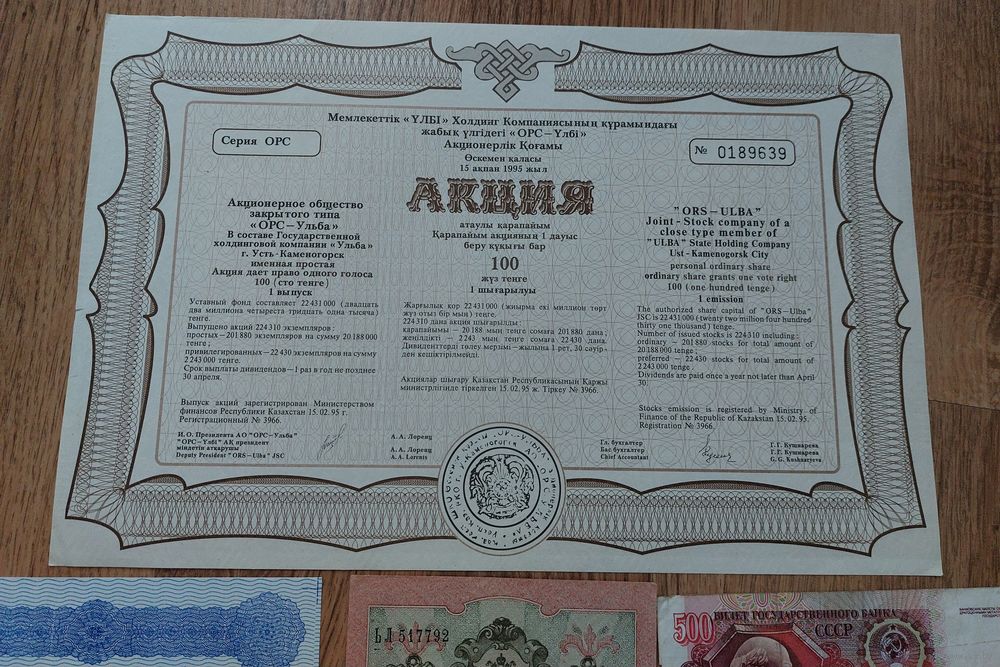 Мемлекеттік «ҮЛБІ» Холдинг Компаниясының құрамындағы
жабық үлгідегі «ОРС — Үлбі»
Акционерлік Қоғамы
Өскемен қаласы
15 ақпан 1995 жыл
Серия ОРС
№ 0189639
АКЦИЯ
Акционерное общество
закрытого типа
«ОРС — Ульба»
В составе Государственной
холдинговой компании «Ульба»
г. Усть - Каменогорск
именная простая
Акция дает право одного голоса
100 (сто тенге)
1 выпуск
Уставный фонд составляет 22 431 000 (двадцать
два миллиона четыреста тридцать одна тысяча)
тенге.
Выпущено акций 224 310 экземпляров :
простых — 201 880 экземпляров на сумму 20 188 000
тенге ;
привилегированных — 22 430 экземпляров на сумму
2 243 000 тенге.
Срок выплаты дивидендов — 1 раз в год не позднее
30 апреля.
Выпуск акций зарегистрирован Министерством
финансов Республики Казахстан 15. 02. 95 г.
Регистрационный № 3966.
атаулы қарапайым
Қарапайым акцияның 1 дауыс
беру құқығы бар
100
жүз тенге
1 шығарылуы
Жарғылық қор 22 431 000 (жиырма екі миллион төрт
жүз отыз бір мың) тенге.
224 310 дана акция шығарылды :
қарапайымы — 20 188 мың тенге сомаға 201 880 дана ,
жеңілдікті — 2243 мың тенге сомаға 22 430 дана.
Дивиденттерді төлеу мерзімі — жылына 1 рет, 30 сәуір-
ден кешіктірілмейді.
Акциялар шығару Қазақстан Республикасының Қаржы
министрлігінде тіркелген 15. 02. 95 ж. Тіркеу № 3966.
"ORS — ULBA"
Joint - Stock company of a
close type member of
"ULBA" State Holding Company
Ust - Kamenogorsk City
personal ordinary share
ordinary share grants one vote right
100 (one hundred tenge)
1 emission
The authorized share capital of "ORS — Ulba"
JSC is 22 431 000 (twenty two million four hundred
thirty one thousand) tenge.
Number of issued stocks is 224 310 including :
ordinary — 201 880 stocks for total amount of
20 188 000 tenge ;
preferred — 22 430 stocks for total amount of
2 243 000 tenge .
Dividends are paid once a year not later than April
30.
Stocks emission is registered by Ministry of
Finance of the Republic of Kazakstan 15. 02. 95.
Registration № 3966.
И. О. Президента АО "ОРС — Ульба"
"ОРС — Үлбі" АҚ президент
міндетін атқарушы
Deputy President "ORS — Ulba" JSC
А. А. Лоренц
А. А. Лоренц
A. A. Lorents
Гл. бухгалтер
Бас бухгалтер
Chief Accountant
Г. Г. Кушнарева
Г. Г. Кушнарева
G. G. Kushnaryeva
ЬЛ 517792
500 БИЛЕТ ГОСУДАРСТВЕННОГО БАНКА
СССР